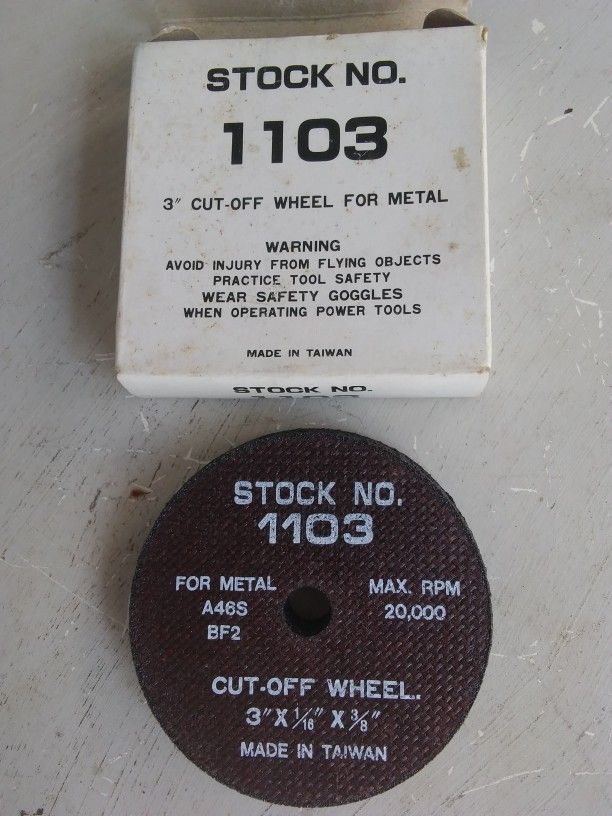 STOCK NO.
1103
3" CUT-OFF WHEEL FOR METAL
WARNING
AVOID INJURY FROM FLYING OBJECTS
PRACTICE TOOL SAFETY
WEAR SAFETY GOGGLES
WHEN OPERATING POWER TOOLS
MADE IN TAIWAN
STOCK NO.
1103
STOCK NO.
1103
FOR METAL
A46S
BF2
MAX. RPM
20,000
CUT-OFF WHEEL.
3" X 1/16" X 3/8"
MADE IN TAIWAN